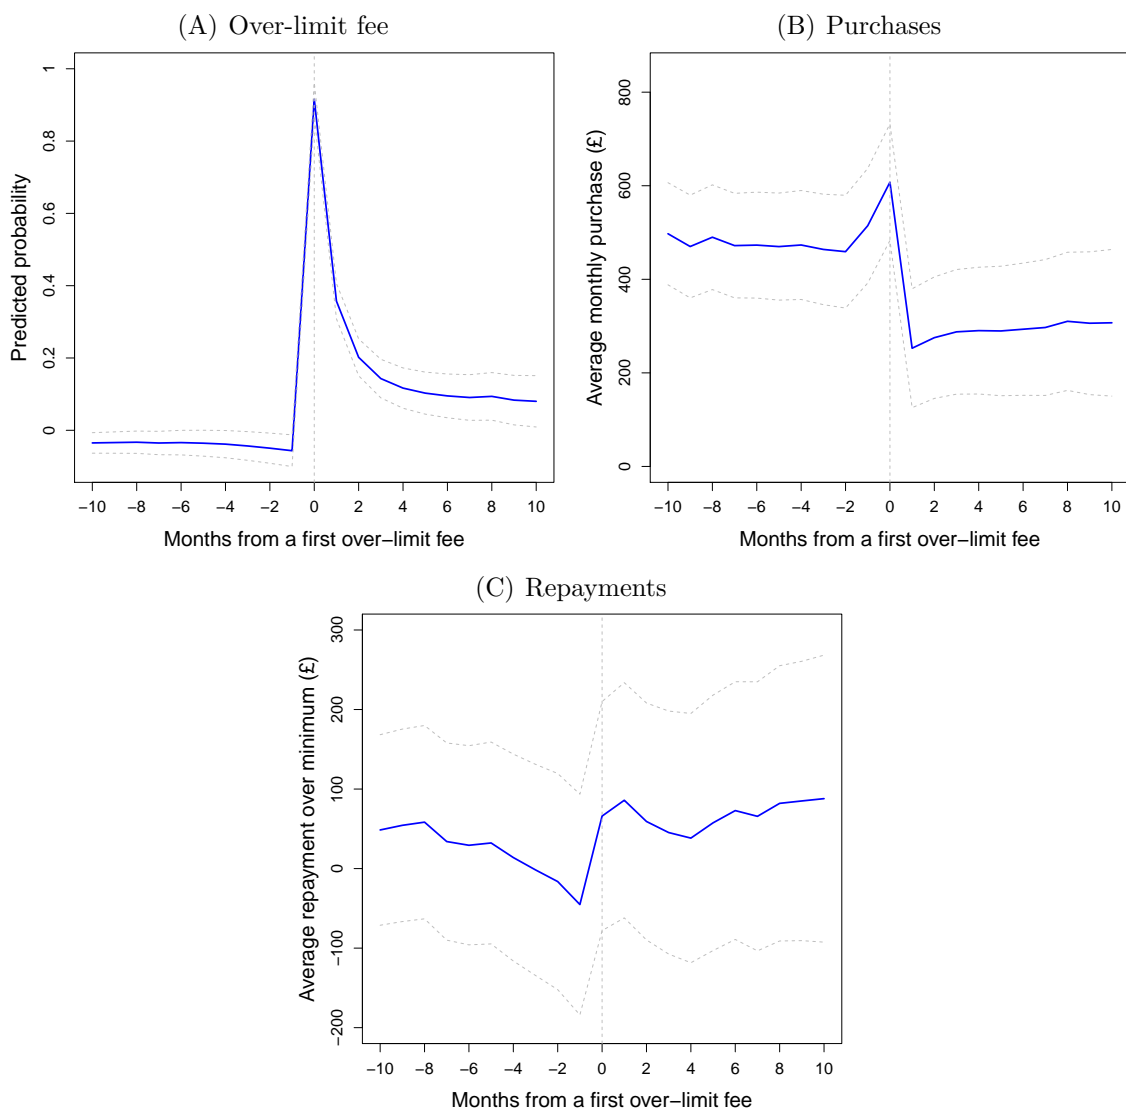 (A) Over-limit fee
Predicted probability
1
0.8
0.6
0.4
0.2
0
−10 −8 −6 −4 −2 0 2 4 6 8 10
Months from a first over−limit fee
(B) Purchases
Average monthly purchase (£)
800
600
400
200
0
−10 −8 −6 −4 −2 0 2 4 6 8 10
Months from a first over−limit fee
(C) Repayments
Average repayment over minimum (£)
300
200
100
0
−100
−200
−10 −8 −6 −4 −2 0 2 4 6 8 10
Months from a first over−limit fee